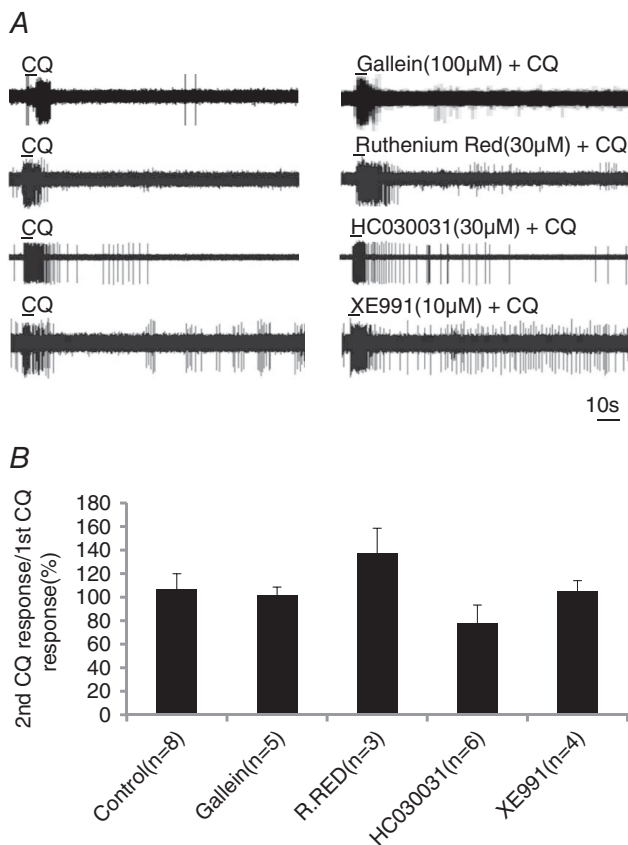 A
CQ
Gallein(100µM) + CQ
CQ
Ruthenium Red(30µM) + CQ
CQ
HC030031(30µM) + CQ
CQ
XE991(10µM) + CQ
10s
B
2nd CQ response/1st CQ
response(%)
180
160
140
120
100
80
60
40
20
0
Control(n=8)
Gallein(n=5)
R.RED(n=3)
HC030031(n=6)
XE991(n=4)